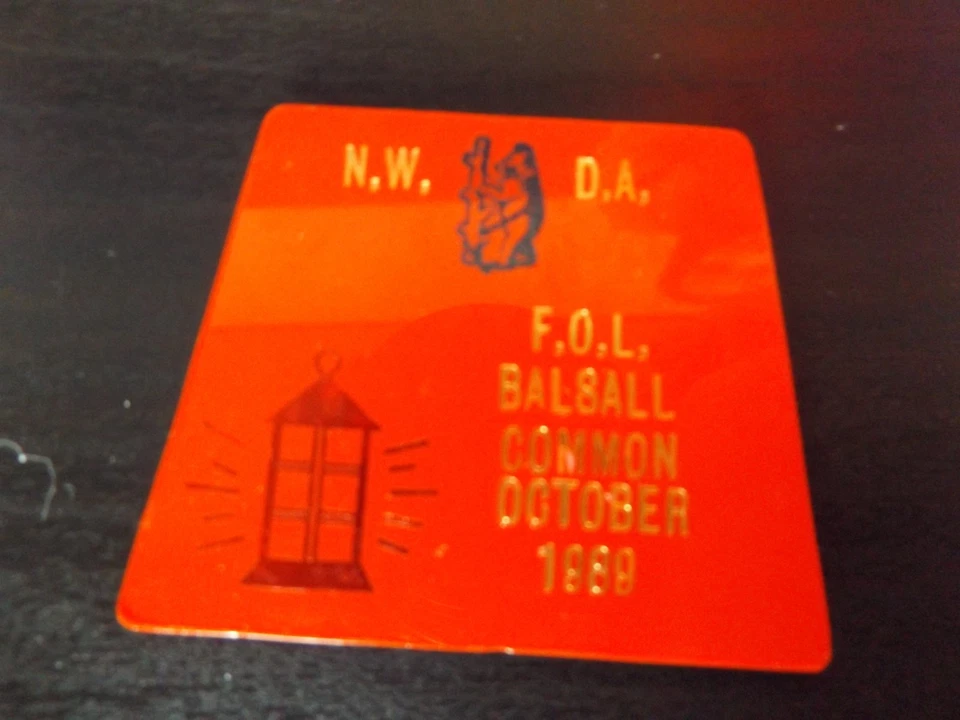 N.W. D.A.
F.O.L.
BALSALL
COMMON
OCTOBER
1989